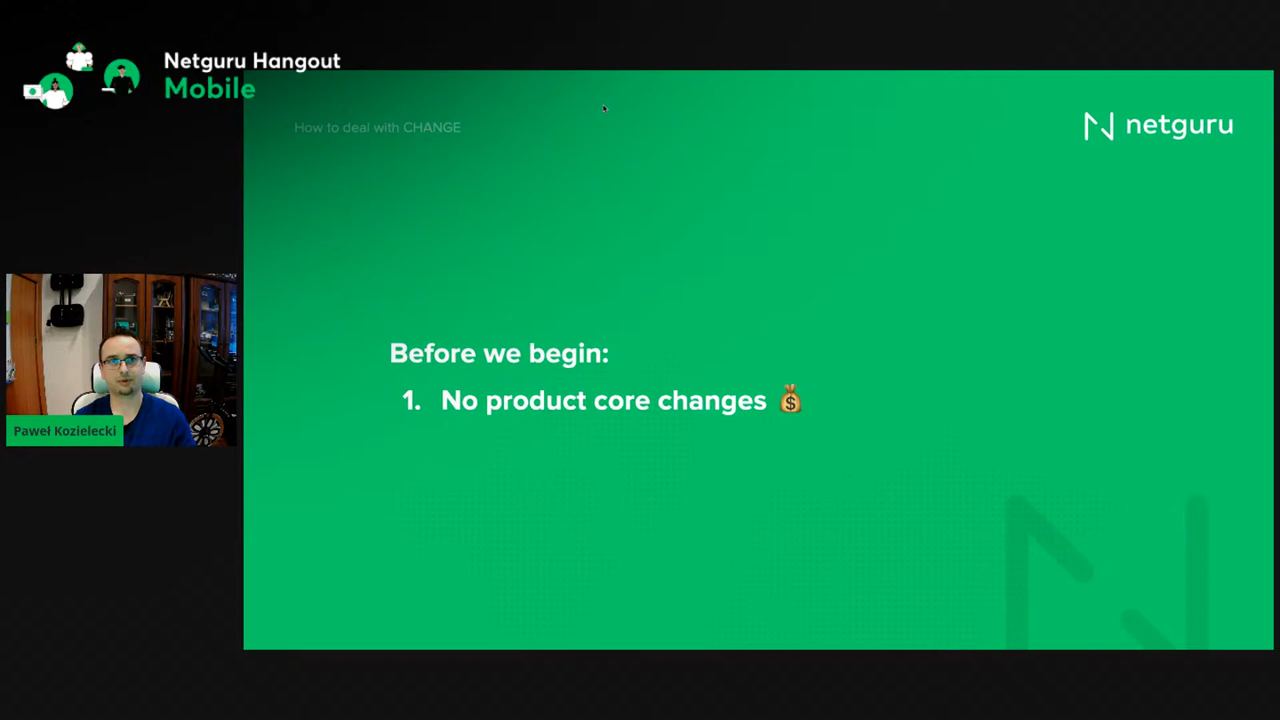 Netguru Hangout
Mobile
How to deal with CHANGE
netguru
Before we begin:
1. No product core changes 💰
Paweł Kozielecki